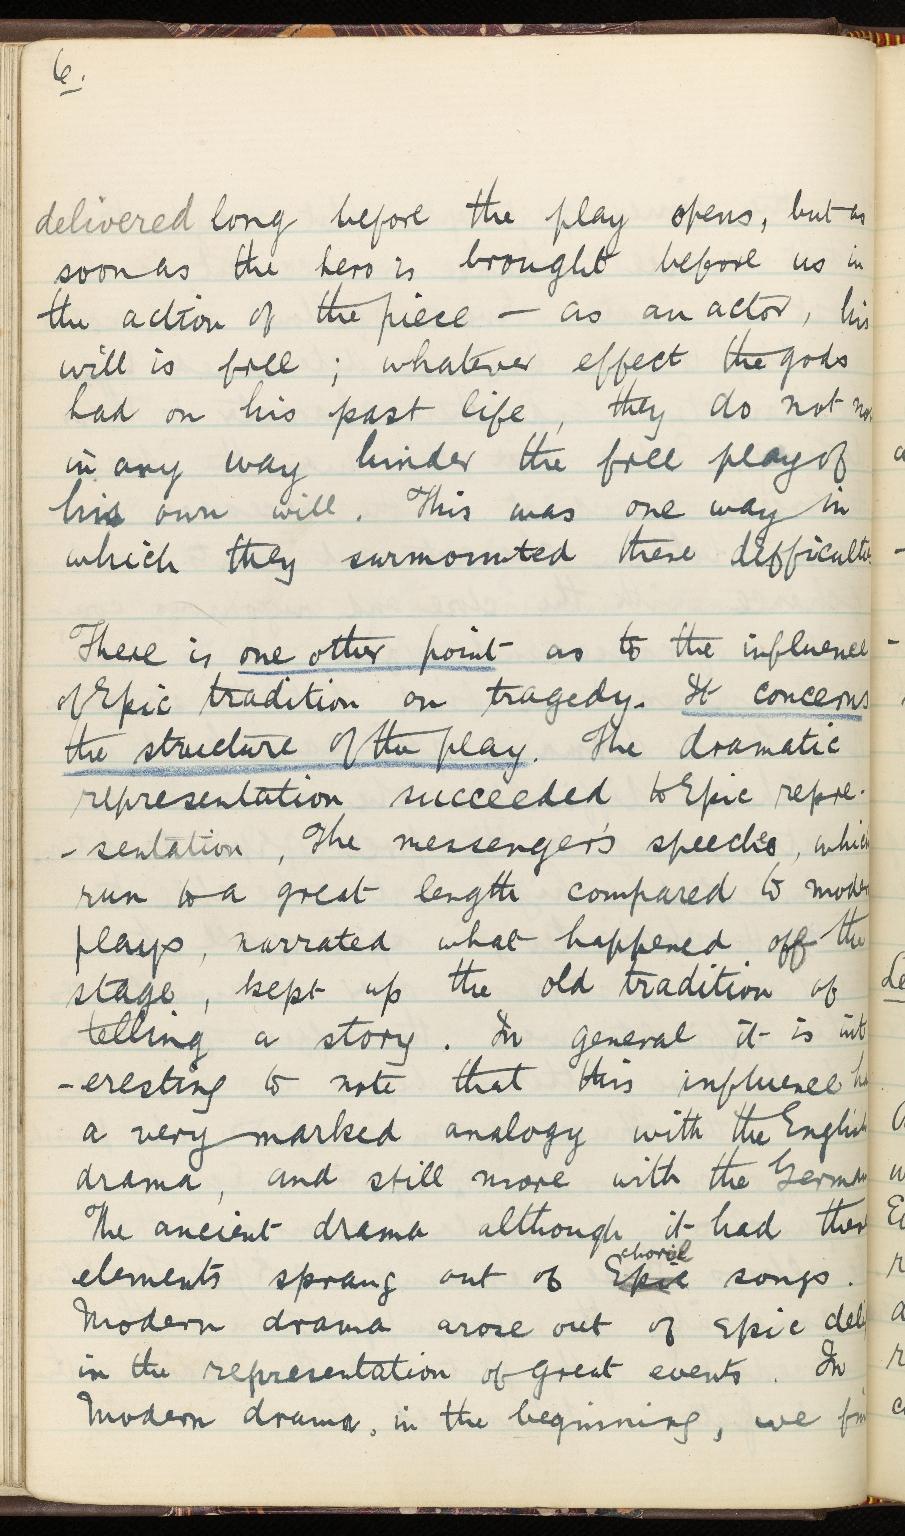 6.
delivered long before the play opens, but as
soon as the hero is brought before us in
the action of the piece – as an actor, his
will is free ; whatever effect the gods
had on his past life , they do not now
in any way hinder the free play of
his own will . This was one way in
which they surmounted these difficulties
There is one other point as to the influence
of Epic tradition on tragedy. It concerns
the structure of the play. The dramatic
representation succeeded to Epic repre-
- sentation , The messenger's speeches , which
run to a great length compared to modern
plays , narrated what happened off the
stage , kept up the old tradition of
telling a story . In general it is int
-eresting to note that this influence ha
a very marked analogy with the English
drama , and still more with the German
The ancient drama although it had these
elements sprang out of Epic choric songs .
Modern drama arose out of Epic deli
in the representation of great events . In
Modern drama , in the beginning , we fin